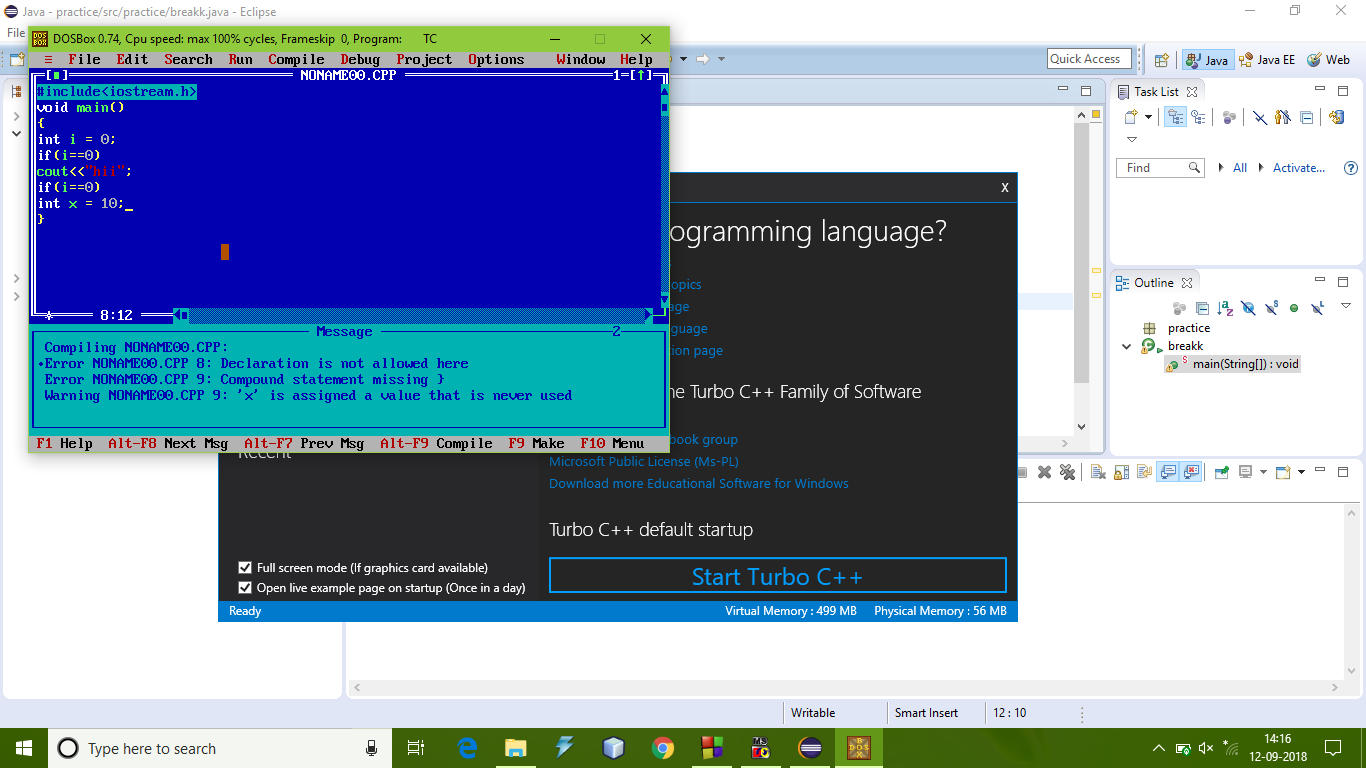 Java - practice/src/practice/breakk.java - Eclipse
File
DOSBox 0.74, Cpu speed: max 100% cycles, Frameskip 0, Program: TC
≡ File Edit Search Run Compile Debug Project Options Window Help
[■] NONAME00.CPP 1=[↑]
#include<iostream.h>
void main()
{
int i = 0;
if(i==0)
cout<<"hii";
if(i==0)
int x = 10;_
}
8:12
Message 2
Compiling NONAME00.CPP:
•Error NONAME00.CPP 8: Declaration is not allowed here
Error NONAME00.CPP 9: Compound statement missing }
Warning NONAME00.CPP 9: 'x' is assigned a value that is never used
F1 Help Alt-F8 Next Msg Alt-F7 Prev Msg Alt-F9 Compile F9 Make F10 Menu
Quick Access
Java
Java EE
Web
Task List
Find
All
Activate...
Outline
practice
breakk
main(String[]) : void
X
ogramming language?
opics
age
guage
ion page
he Turbo C++ Family of Software
book group
Microsoft Public License (Ms-PL)
Download more Educational Software for Windows
Recent
Turbo C++ default startup
Full screen mode (If graphics card available)
Open live example page on startup (Once in a day)
Start Turbo C++
Ready
Virtual Memory : 499 MB Physical Memory : 56 MB
Writable
Smart Insert
12 : 10
Type here to search
14:16
12-09-2018